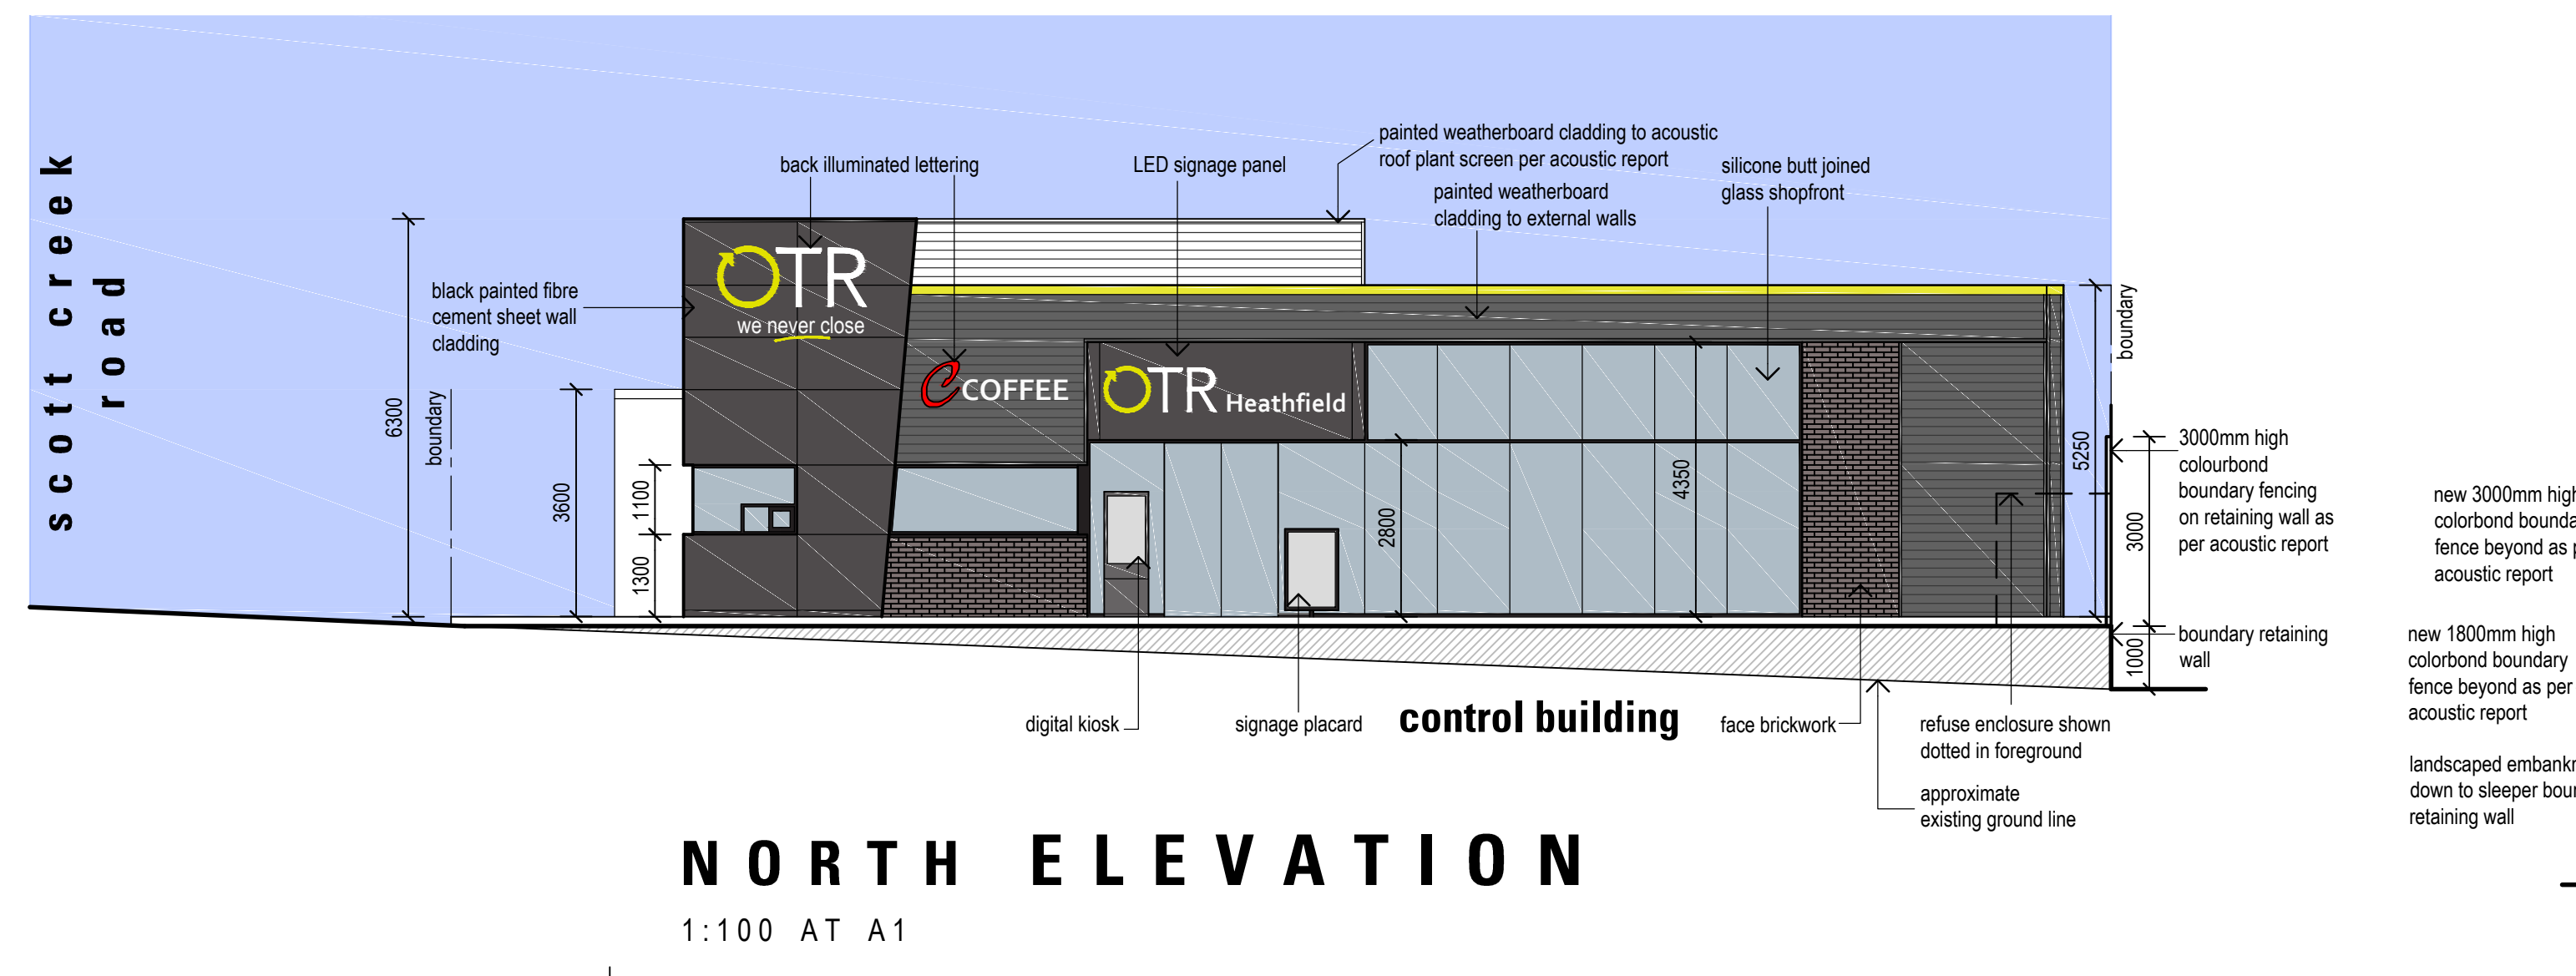 scott creek
road
back illuminated lettering
LED signage panel
painted weatherboard cladding to acoustic
roof plant screen per acoustic report
painted weatherboard
cladding to external walls
silicone butt joined
glass shopfront
black painted fibre
cement sheet wall
cladding
OTR
we never close
C COFFEE
OTR Heathfield
boundary
6300
3600
1100
1300
2800
4350
5250
boundary
3000
1000
3000mm high
colourbond
boundary fencing
on retaining wall as
per acoustic report
boundary retaining
wall
new 3000mm high
colorbond
fence beyond as
acoustic report
new 1800mm high
colorbond boundary
fence beyond as per
acoustic report
landscaped
down to sleeper
retaining wall
digital kiosk
signage placard
control building
face brickwork
refuse enclosure shown
dotted in foreground
approximate
existing ground line
NORTH ELEVATION
1:100 AT A1